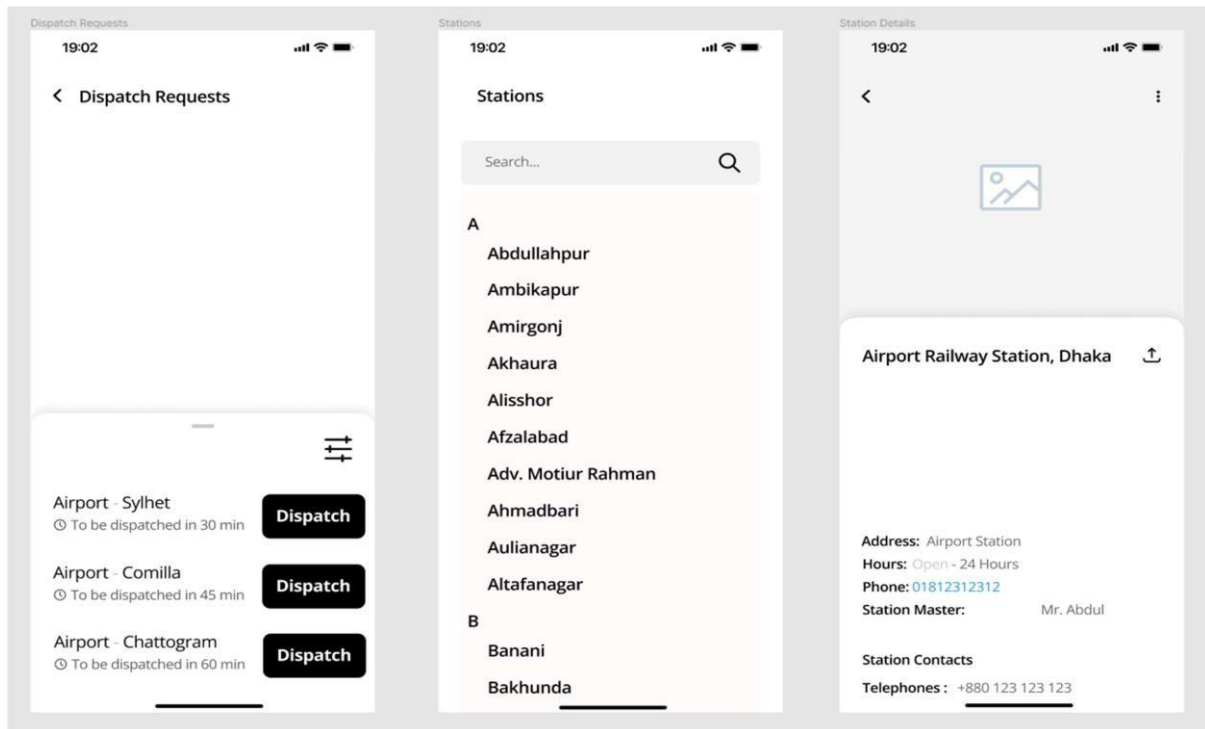 Dispatch Requests
19:02
Dispatch Requests
Airport - Sylhet
To be dispatched in 30 min
Dispatch
Airport - Comilla
To be dispatched in 45 min
Dispatch
Airport - Chattogram
To be dispatched in 60 min
Dispatch
Stations
19:02
Stations
Search...
A
Abdullahpur
Ambikapur
Amirgonj
Akhaura
Alisshor
Afzalabad
Adv. Motiur Rahman
Ahmadbari
Aulianagar
Altafanagar
B
Banani
Bakhunda
Station Details
19:02
Airport Railway Station, Dhaka
Address: Airport Station
Hours: Open - 24 Hours
Phone: 01812312312
Station Master: Mr. Abdul
Station Contacts
Telephones : +880 123 123 123